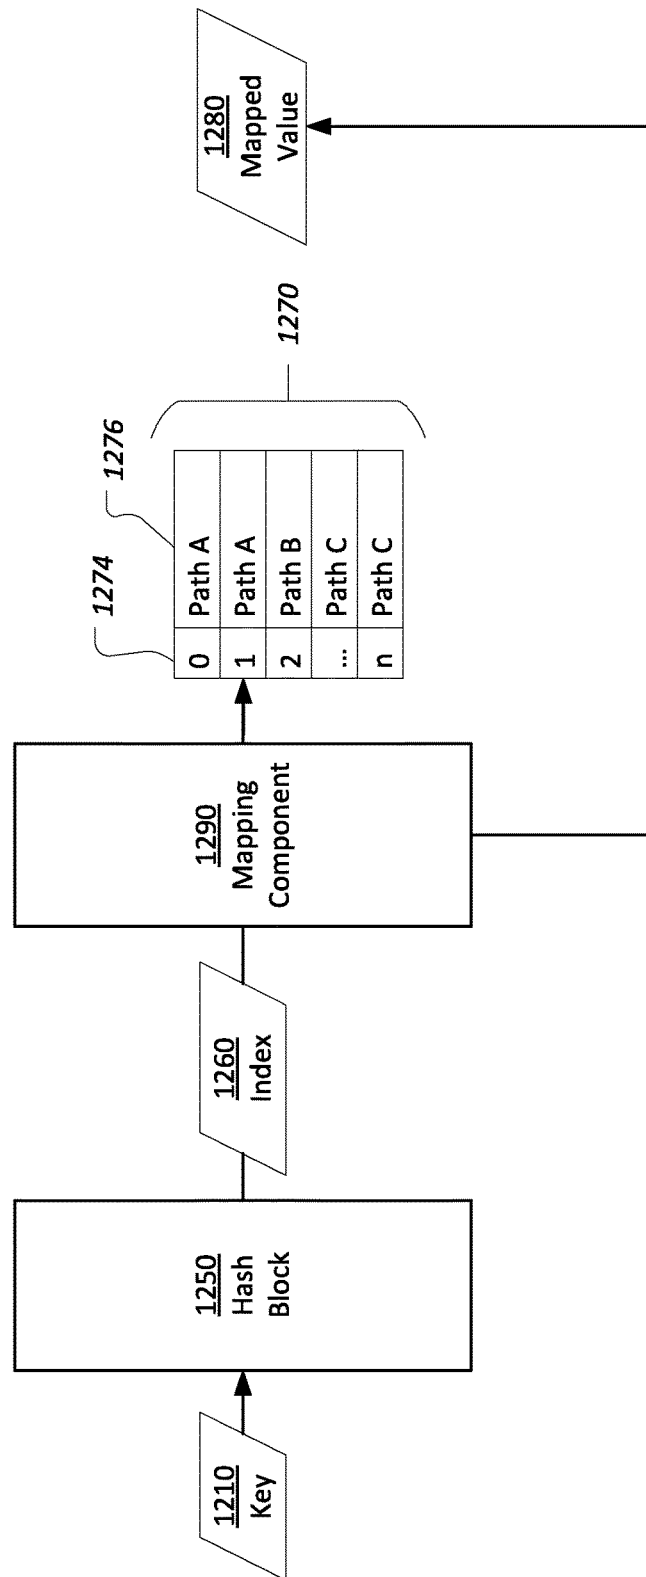 1210
Key
1250
Hash
Block
1260
Index
1290
Mapping
Component
1274
1276
0 Path A
1 Path A
2 Path B
... Path C
n Path C
1270
1280
Mapped
Value